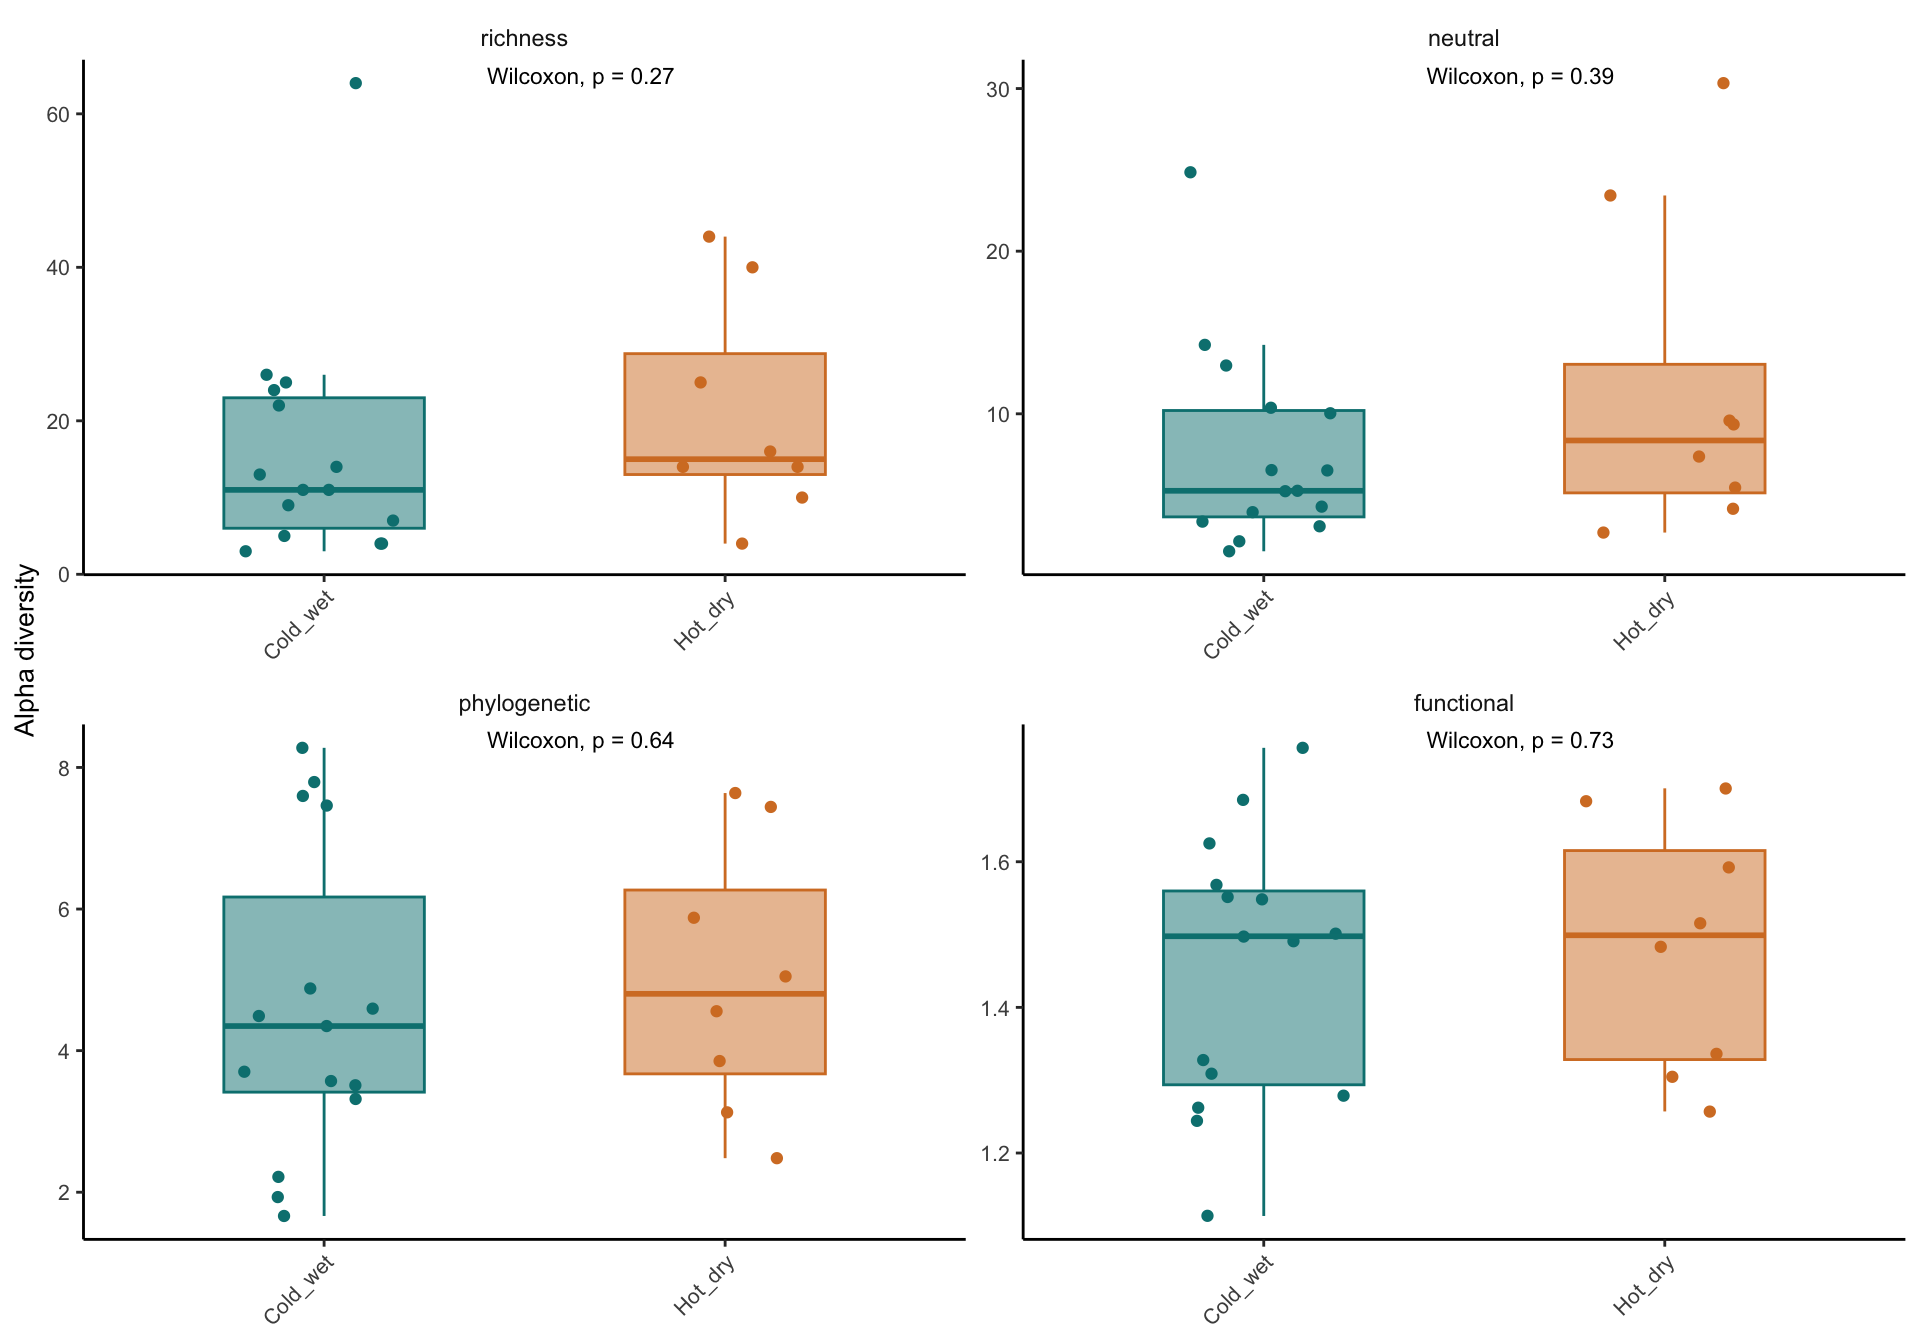 Alpha diversity
richness
Wilcoxon, p = 0.27
60
40
20
0
Cold_wet
Hot_dry
neutral
Wilcoxon, p = 0.39
30
20
10
Cold_wet
Hot_dry
phylogenetic
Wilcoxon, p = 0.64
8
6
4
2
Cold_wet
Hot_dry
functional
Wilcoxon, p = 0.73
1.6
1.4
1.2
Cold_wet
Hot_dry